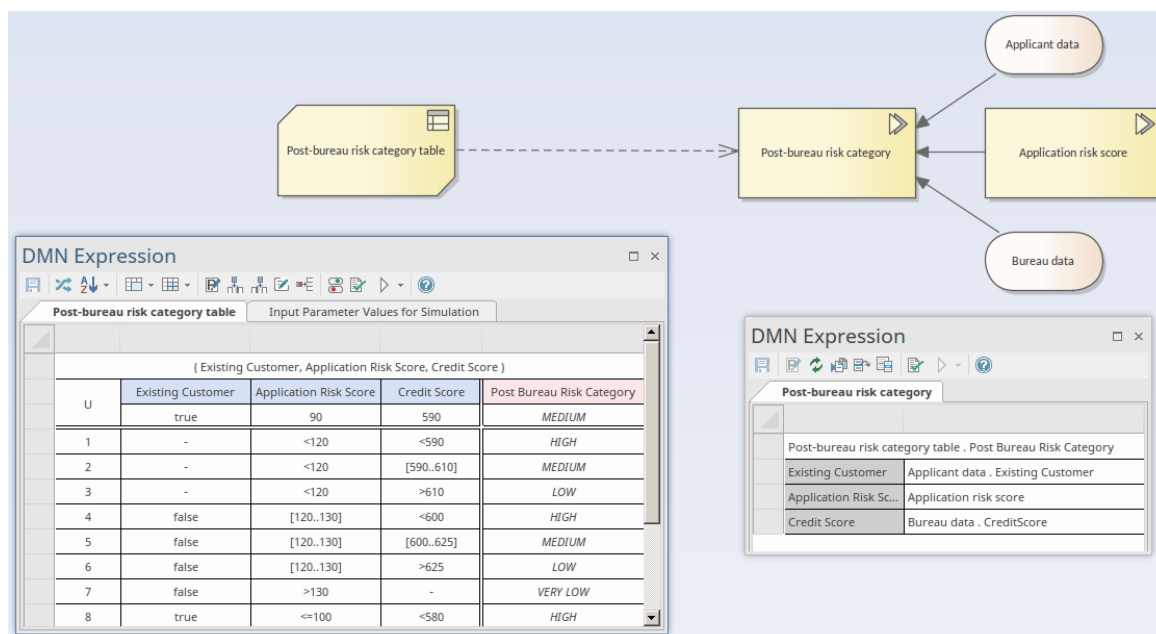 Applicant data
Post-bureau risk category table
Post-bureau risk category
Application risk score
Bureau data
DMN Expression
Post-bureau risk category table Input Parameter Values for Simulation
( Existing Customer, Application Risk Score, Credit Score )
U Existing Customer Application Risk Score Credit Score Post Bureau Risk Category
true 90 590 MEDIUM
1 - <120 <590 HIGH
2 - <120 [590..610] MEDIUM
3 - <120 >610 LOW
4 false [120..130] <600 HIGH
5 false [120..130] [600..625] MEDIUM
6 false [120..130] >625 LOW
7 false >130 - VERY LOW
8 true <=100 <580 HIGH
DMN Expression
Post-bureau risk category
Post-bureau risk category table . Post Bureau Risk Category
Existing Customer Applicant data . Existing Customer
Application Risk Sc... Application risk score
Credit Score Bureau data . CreditScore